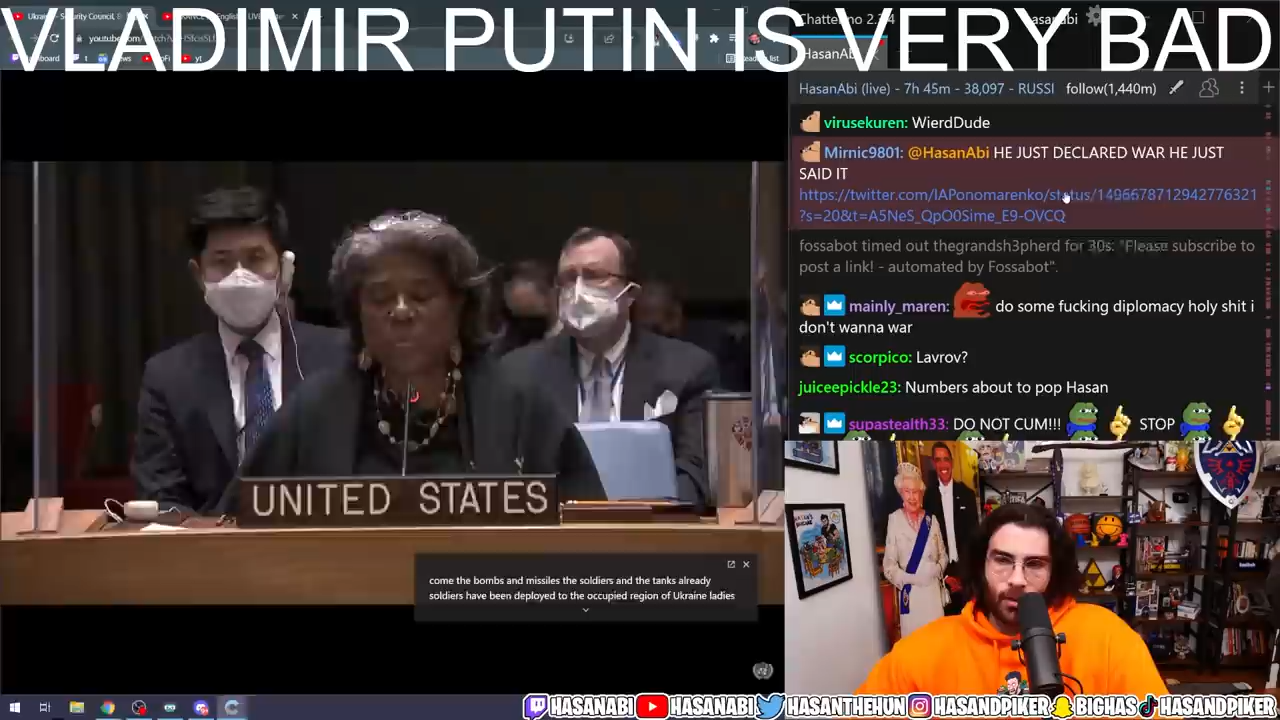 VLADIMIR PUTIN IS VERY BAD
HasanAbi (live) - 7h 45m - 38,097 - RUSSI
follow(1,440m)
virusekuren: WierdDude
Mirnic9801: @HasanAbi HE JUST DECLARED WAR HE JUST
SAID IT
https://twitter.com/IAPonomarenko/status/1496678712942776321
?s=20&t=A5NeS_QpO0Sime_E9-OVCQ
fossabot timed out thegrandsh3pherd for 30s: "Please subscribe to
post a link! - automated by Fossabot".
mainly_maren: do some fucking diplomacy holy shit i
don't wanna war
scorpico: Lavrov?
juiceepickle23: Numbers about to pop Hasan
supastealth33: DO NOT CUM!!! STOP
UNITED STATES
come the bombs and missiles the soldiers and the tanks already
soldiers have been deployed to the occupied region of Ukraine ladies
HASANABI HASANABI HASANTHEHUN HASANDPIKER BIGHAS HASANDPIKER